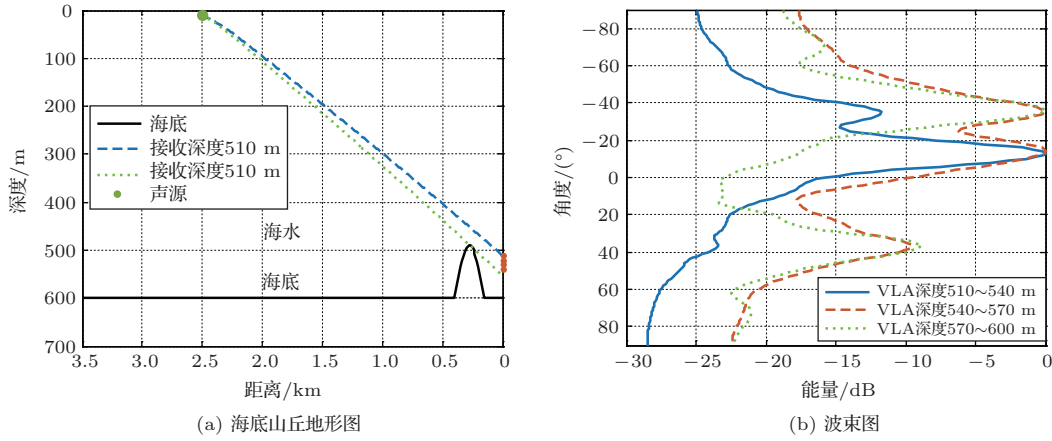 0
100
200
300
400
500
600
700
深度/m
3.5
3.0
2.5
2.0
1.5
1.0
0.5
0
距离/km
海底
接收深度510 m
接收深度510 m
声源
海水
海底
(a) 海底山丘地形图
−80
−60
−40
−20
0
20
40
60
80
角度/(°)
−30
−25
−20
−15
−10
−5
0
能量/dB
VLA深度510~540 m
VLA深度540~570 m
VLA深度570~600 m
(b) 波束图